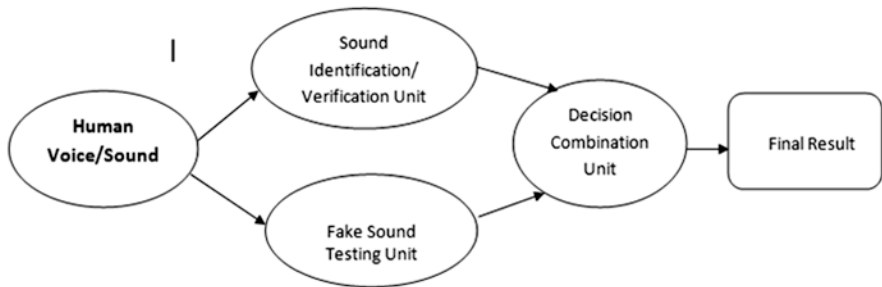 Human
Voice/Sound
Sound
Identification/
Verification Unit
Fake Sound
Testing Unit
Decision
Combination
Unit
Final Result